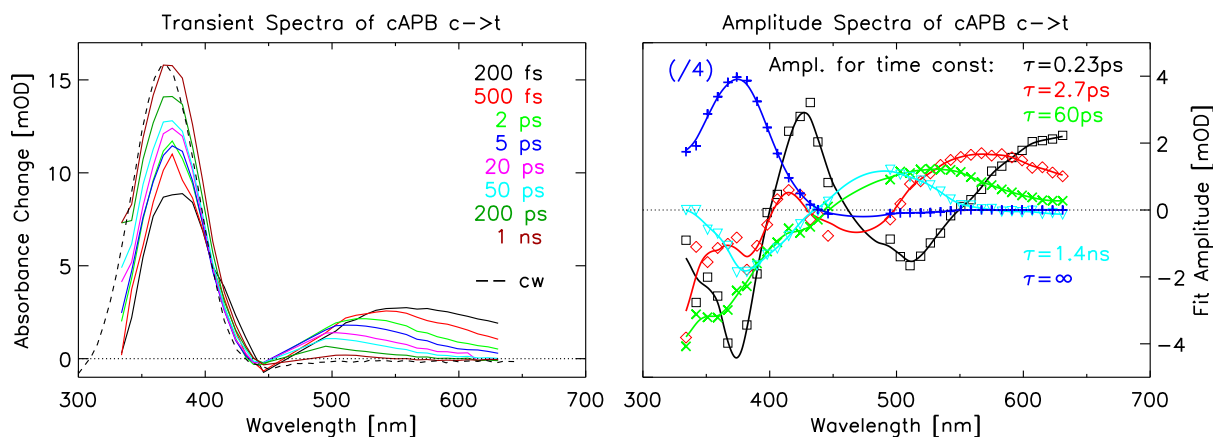 Transient Spectra of cAPB c->t
Absorbance Change [mOD]
15
10
5
0
200 fs
500 fs
2 ps
5 ps
20 ps
50 ps
200 ps
1 ns
cw
300 400 500 600 700
Wavelength [nm]
Amplitude Spectra of cAPB c->t
(/4)
Ampl. for time const:
τ=0.23ps
τ=2.7ps
τ=60ps
τ=1.4ns
τ=∞
4
2
0
−2
−4
Fit Amplitude [mOD]
300 400 500 600 700
Wavelength [nm]